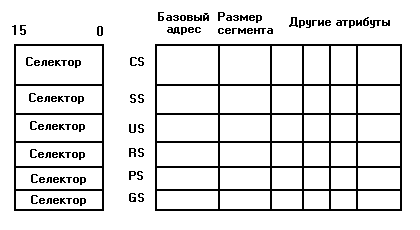 Базовый Размер Другие атрибуты
адрес сегмента
15 0
Селектор CS
Селектор SS
Селектор US
Селектор RS
Селектор PS
Селектор GS